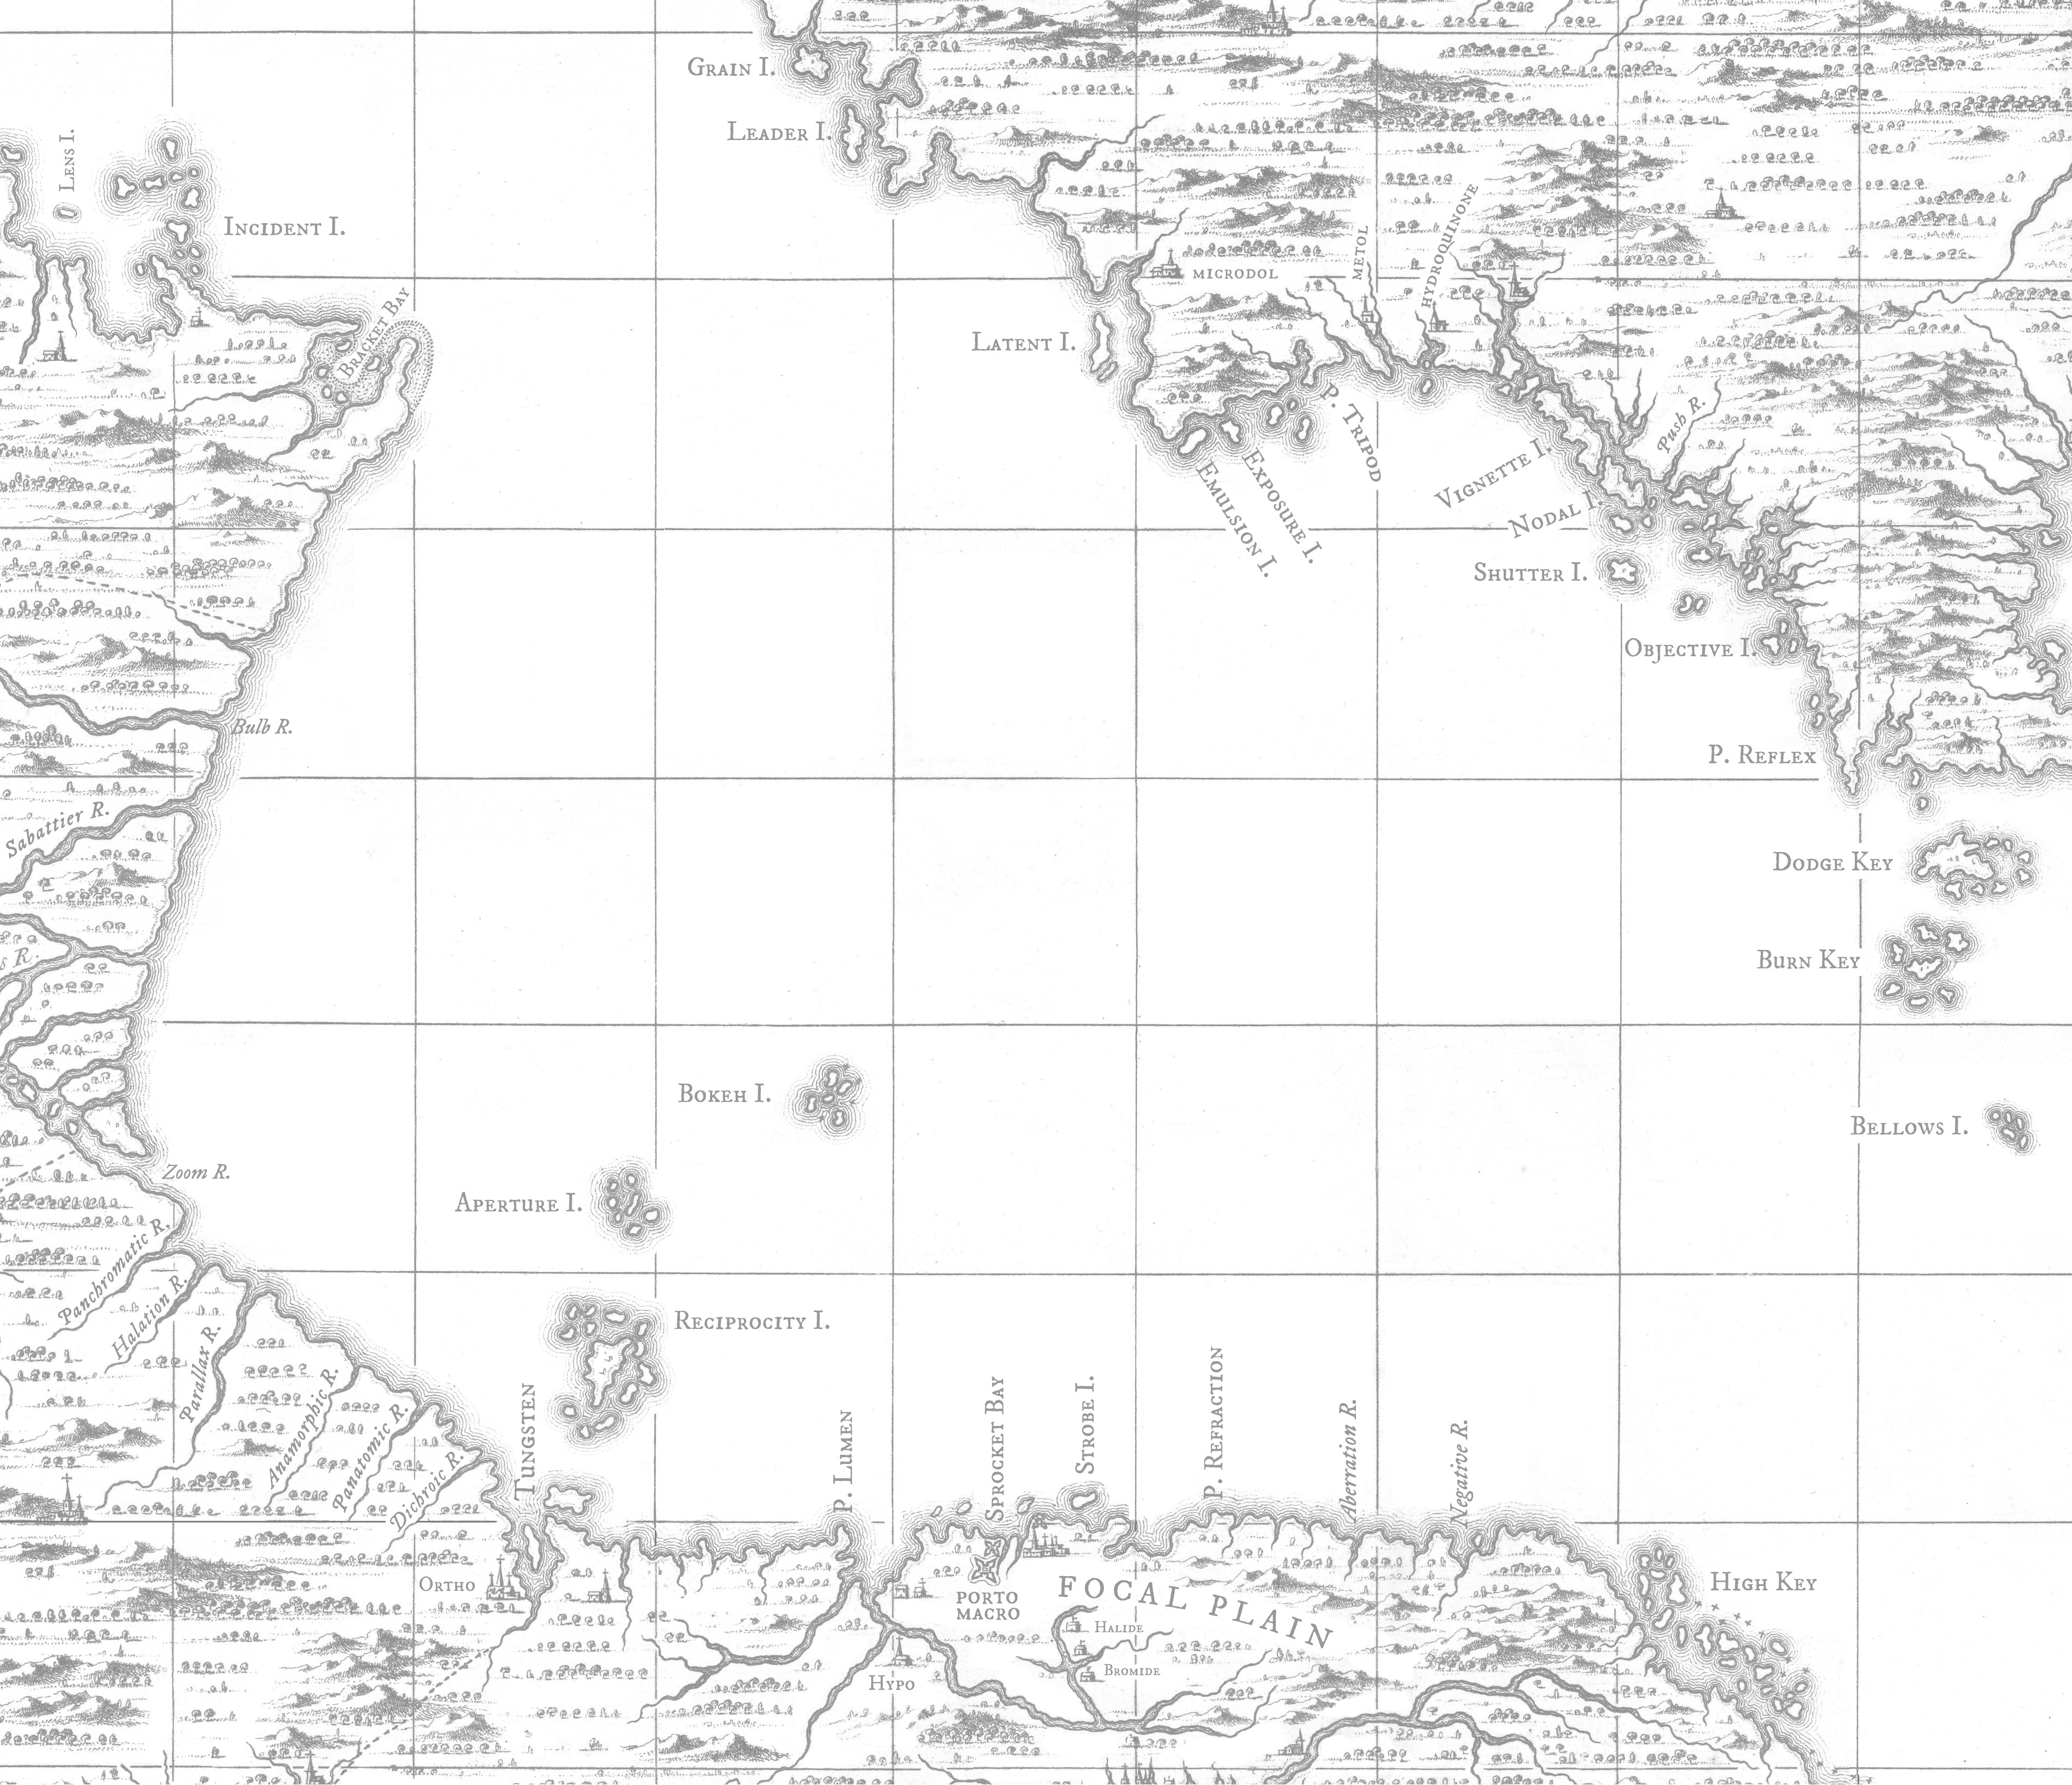 Grain I.
Leader I.
Lens I.
Incident I.
Metol
Hydroquinone
Microdol
Bracket Bay
Latent I.
P. Tripod
Push R.
Exposure I.
Emulsion I.
Vignette I.
Nodal I.
Shutter I.
Objective I.
Bulb R.
P. Reflex
Sabattier R.
Dodge Key
s R.
Burn Key
Bokeh I.
Bellows I.
Zoom R.
Aperture I.
Panchromatic R.
Halation R.
Reciprocity I.
Parallax R.
Anamorphic R.
Panatomic R.
Dichroic R.
Tungsten
P. Lumen
Sprocket Bay
Strobe I.
P. Refraction
Aberration R.
Negative R.
Ortho
Porto
Macro
FOCAL PLAIN
High Key
Halide
Bromide
Hypo